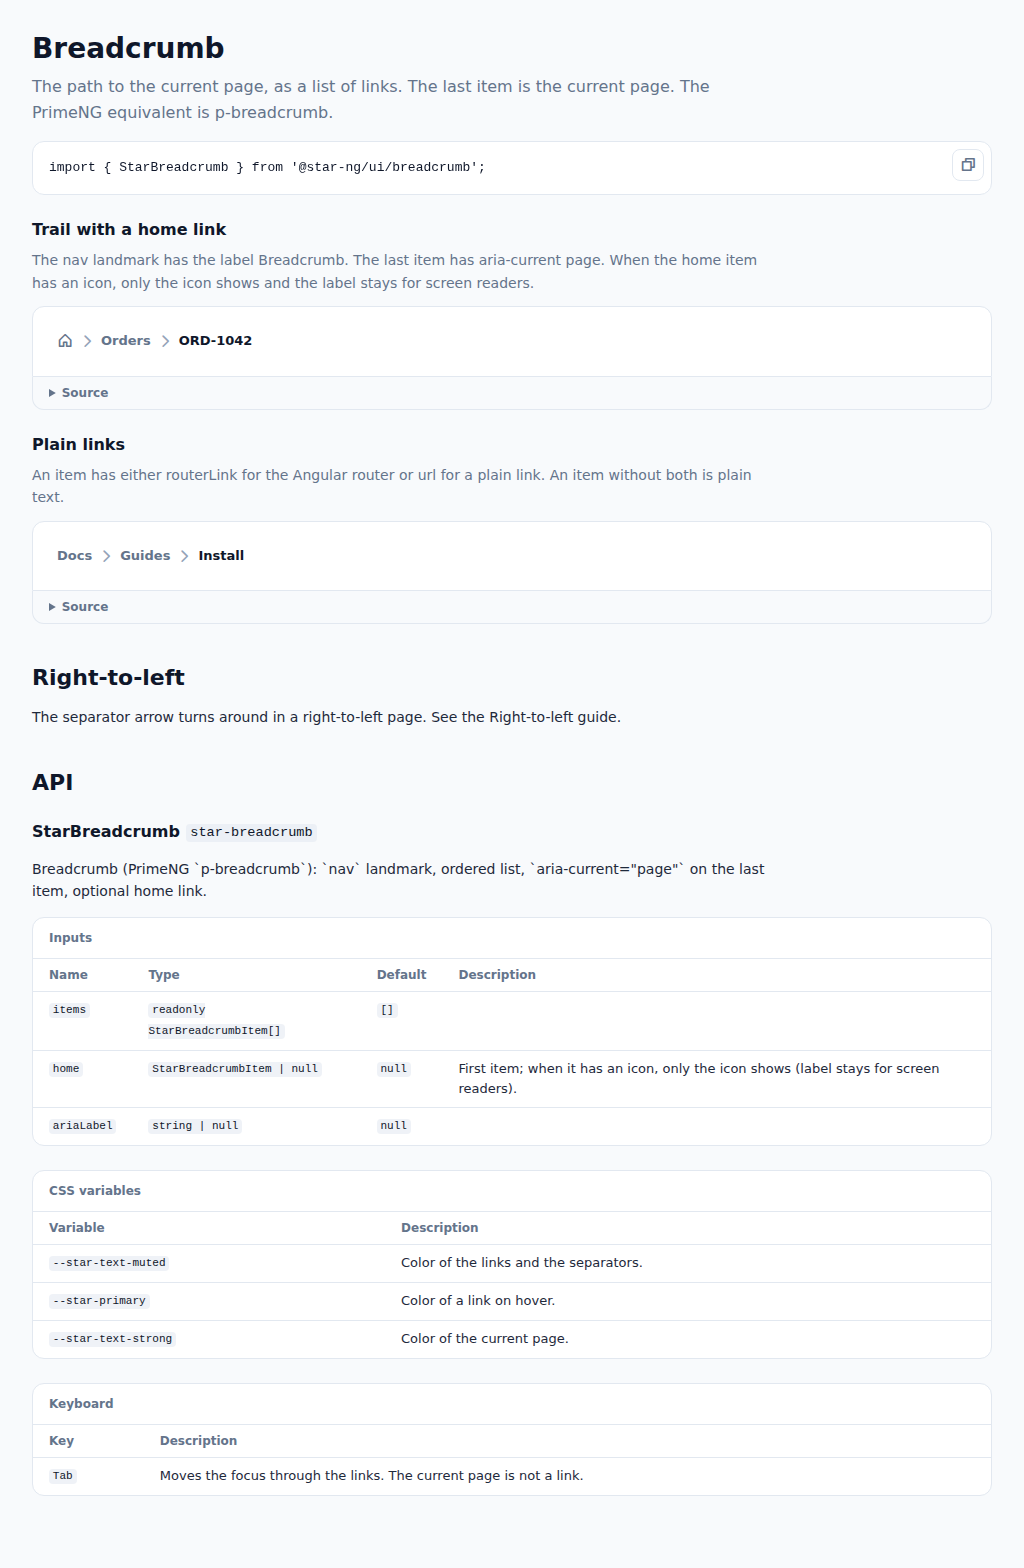 Breadcrumb
The path to the current page, as a list of links. The last item is the current page. The
PrimeNG equivalent is p-breadcrumb.
import { StarBreadcrumb } from '@star-ng/ui/breadcrumb';
Trail with a home link
The nav landmark has the label Breadcrumb. The last item has aria-current page. When the home item
has an icon, only the icon shows and the label stays for screen readers.
Orders ORD-1042
Source
Plain links
An item has either routerLink for the Angular router or url for a plain link. An item without both is plain
text.
Docs Guides Install
Source
Right-to-left
The separator arrow turns around in a right-to-left page. See the Right-to-left guide.
API
StarBreadcrumb star-breadcrumb
Breadcrumb (PrimeNG `p-breadcrumb`): `nav` landmark, ordered list, `aria-current="page"` on the last
item, optional home link.
Inputs
Name Type Default Description
items readonly StarBreadcrumbItem[] []
home StarBreadcrumbItem | null null First item; when it has an icon, only the icon shows (label stays for screen
readers).
ariaLabel string | null null
CSS variables
Variable Description
--star-text-muted Color of the links and the separators.
--star-primary Color of a link on hover.
--star-text-strong Color of the current page.
Keyboard
Key Description
Tab Moves the focus through the links. The current page is not a link.